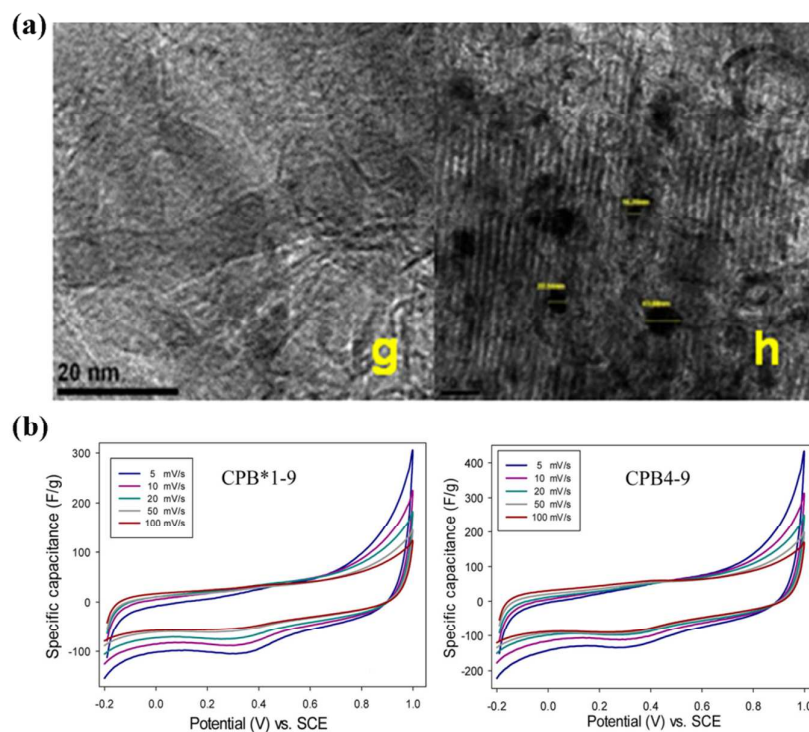 (a)
g
20 nm
h
(b)
300
200
100
0
-100
Specific capacitance (F/g)
5 mV/s
10 mV/s
20 mV/s
50 mV/s
100 mV/s
CPB*1-9
-0.2 0.0 0.2 0.4 0.6 0.8 1.0
Potential (V) vs. SCE
400
300
200
100
0
-100
-200
Specific capacitance (F/g)
5 mV/s
10 mV/s
20 mV/s
50 mV/s
100 mV/s
CPB4-9
-0.2 0.0 0.2 0.4 0.6 0.8 1.0
Potential (V) vs. SCE